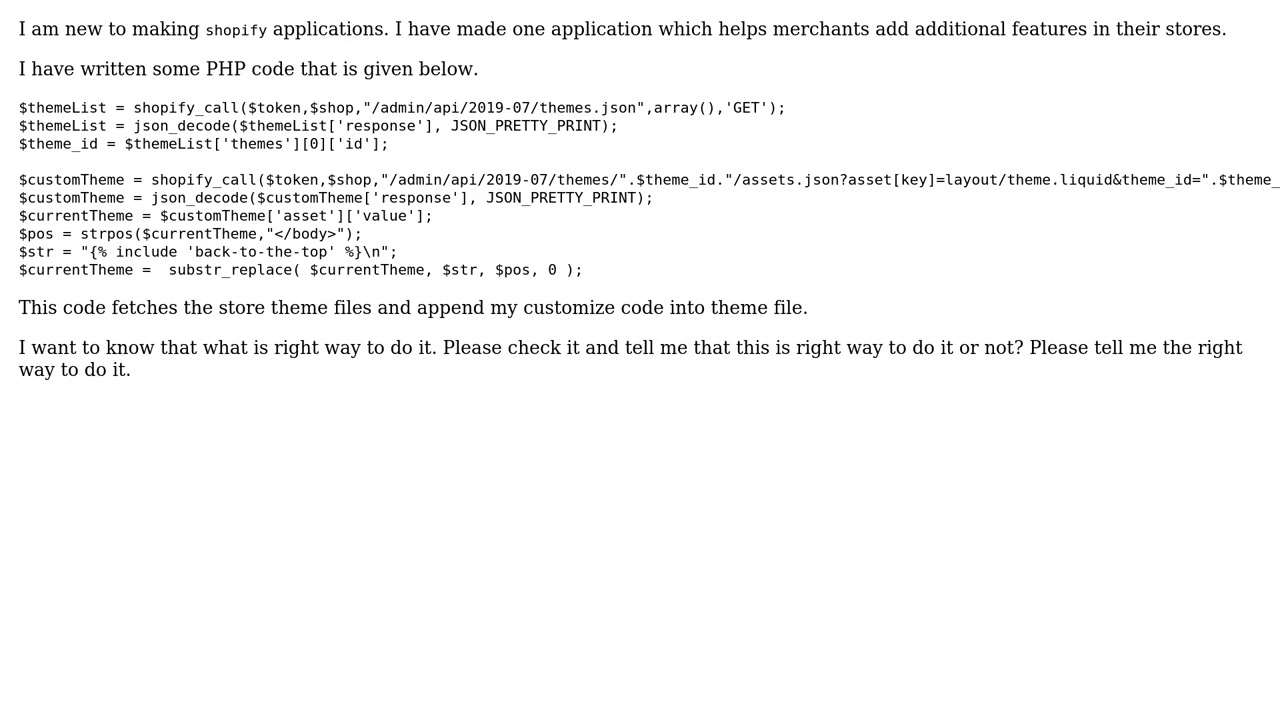 I am new to making shopify applications. I have made one application which helps merchants add additional features in their stores.
I have written some PHP code that is given below.
$themeList = shopify_call($token,$shop,"/admin/api/2019-07/themes.json",array(),'GET');
$themeList = json_decode($themeList['response'], JSON_PRETTY_PRINT);
$theme_id = $themeList['themes'][0]['id'];
$customTheme = shopify_call($token,$shop,"/admin/api/2019-07/themes/".$theme_id."/assets.json?asset[key]=layout/theme.liquid&theme_id=".$theme_
$customTheme = json_decode($customTheme['response'], JSON_PRETTY_PRINT);
$currentTheme = $customTheme['asset']['value'];
$pos = strpos($currentTheme,"</body>");
$str = "{% include 'back-to-the-top' %}\n";
$currentTheme =  substr_replace( $currentTheme, $str, $pos, 0 );
This code fetches the store theme files and append my customize code into theme file.
I want to know that what is right way to do it. Please check it and tell me that this is right way to do it or not? Please tell me the right
way to do it.